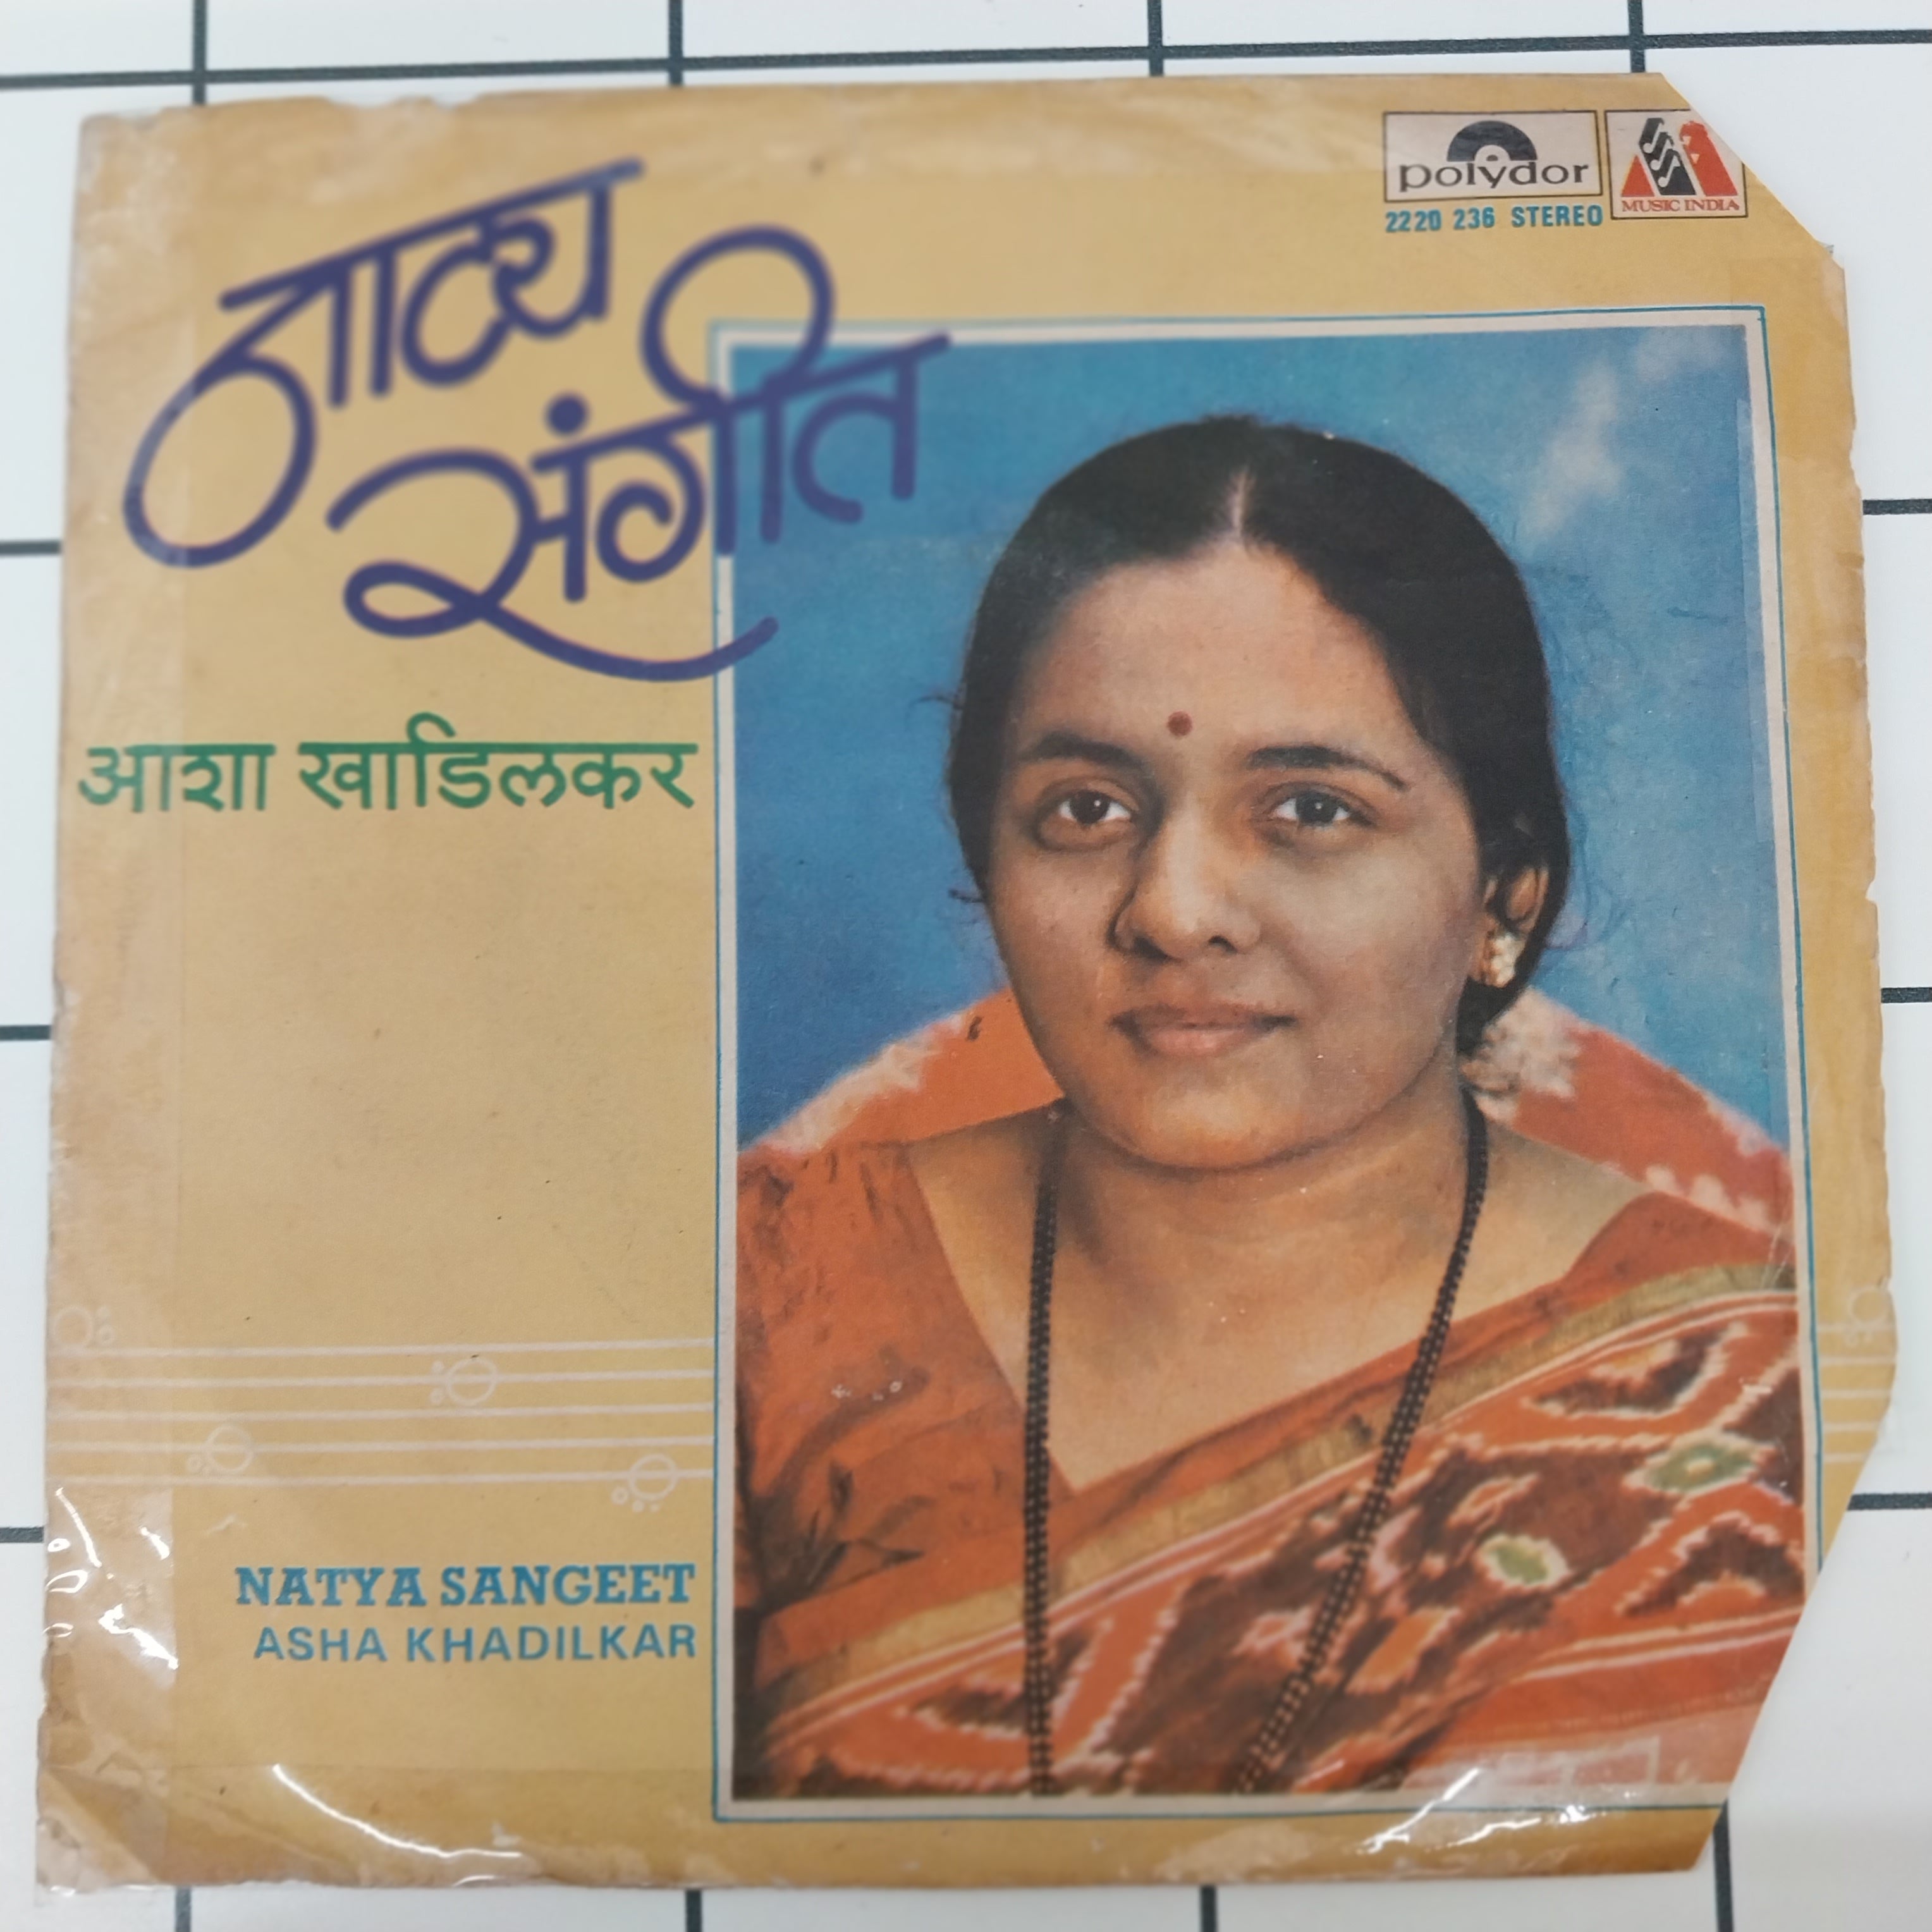 polydor
MUSIC INDIA
2220 236 STEREO
नाट्य
संगीत
आशा खाडिलकर
NATYA SANGEET
ASHA KHADILKAR